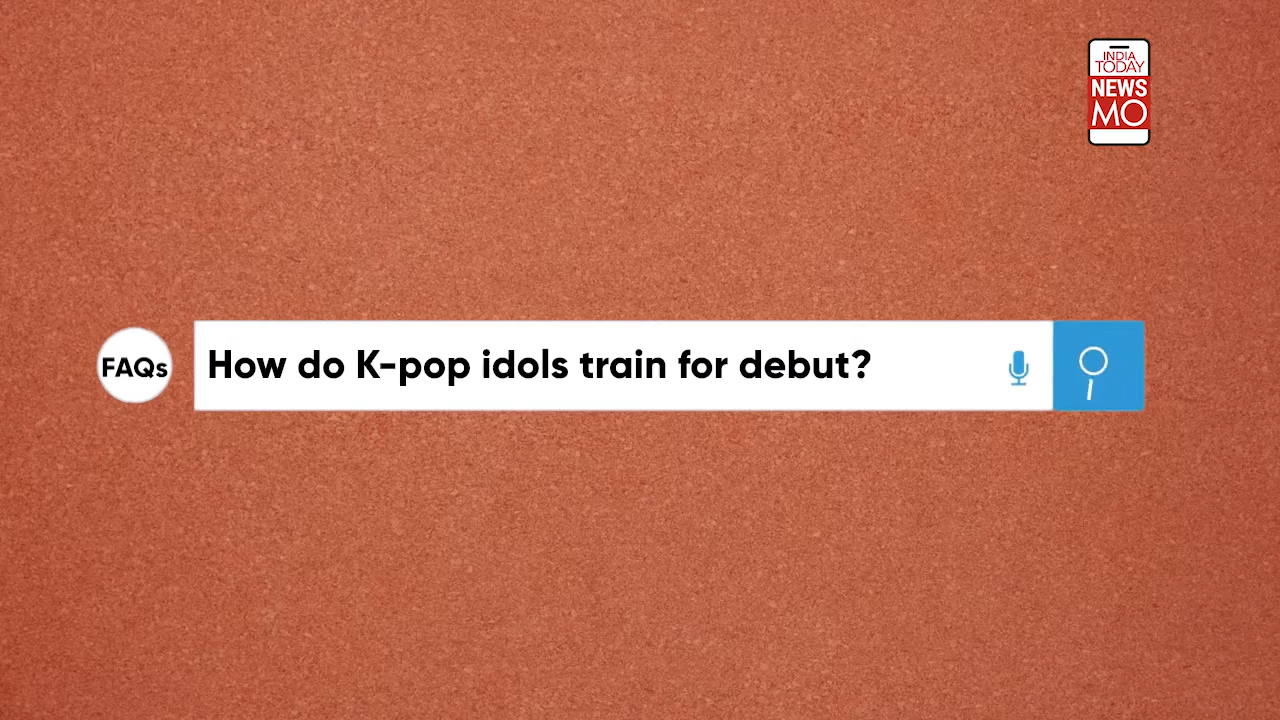 INDIA
TODAY
NEWS
MO
FAQs
How do K-pop idols train for debut?